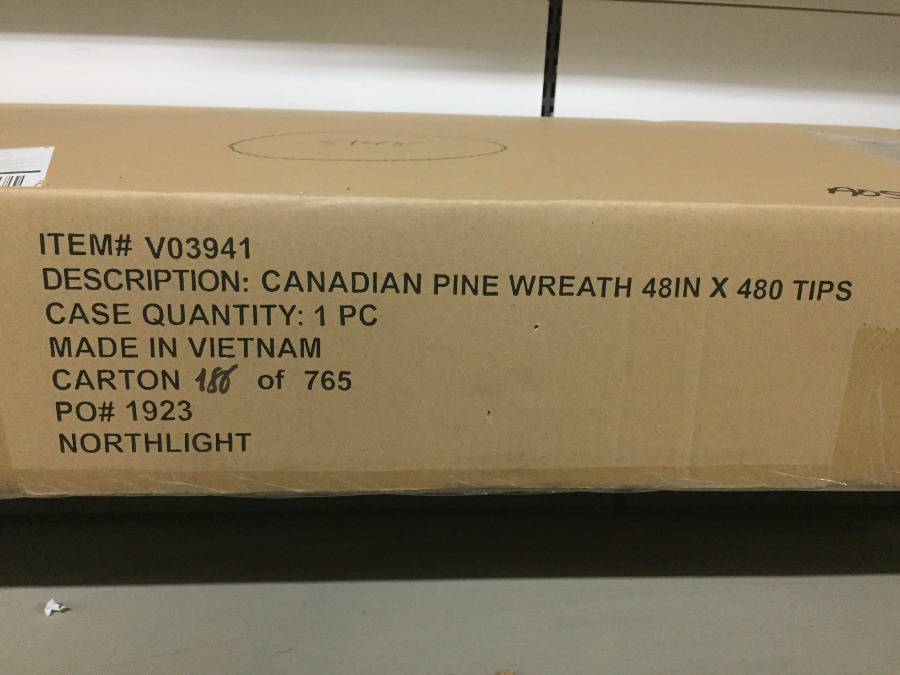 ITEM# V03941
DESCRIPTION: CANADIAN PINE WREATH 48IN X 480 TIPS
CASE QUANTITY: 1 PC
MADE IN VIETNAM
CARTON 186 of 765
PO# 1923
NORTHLIGHT